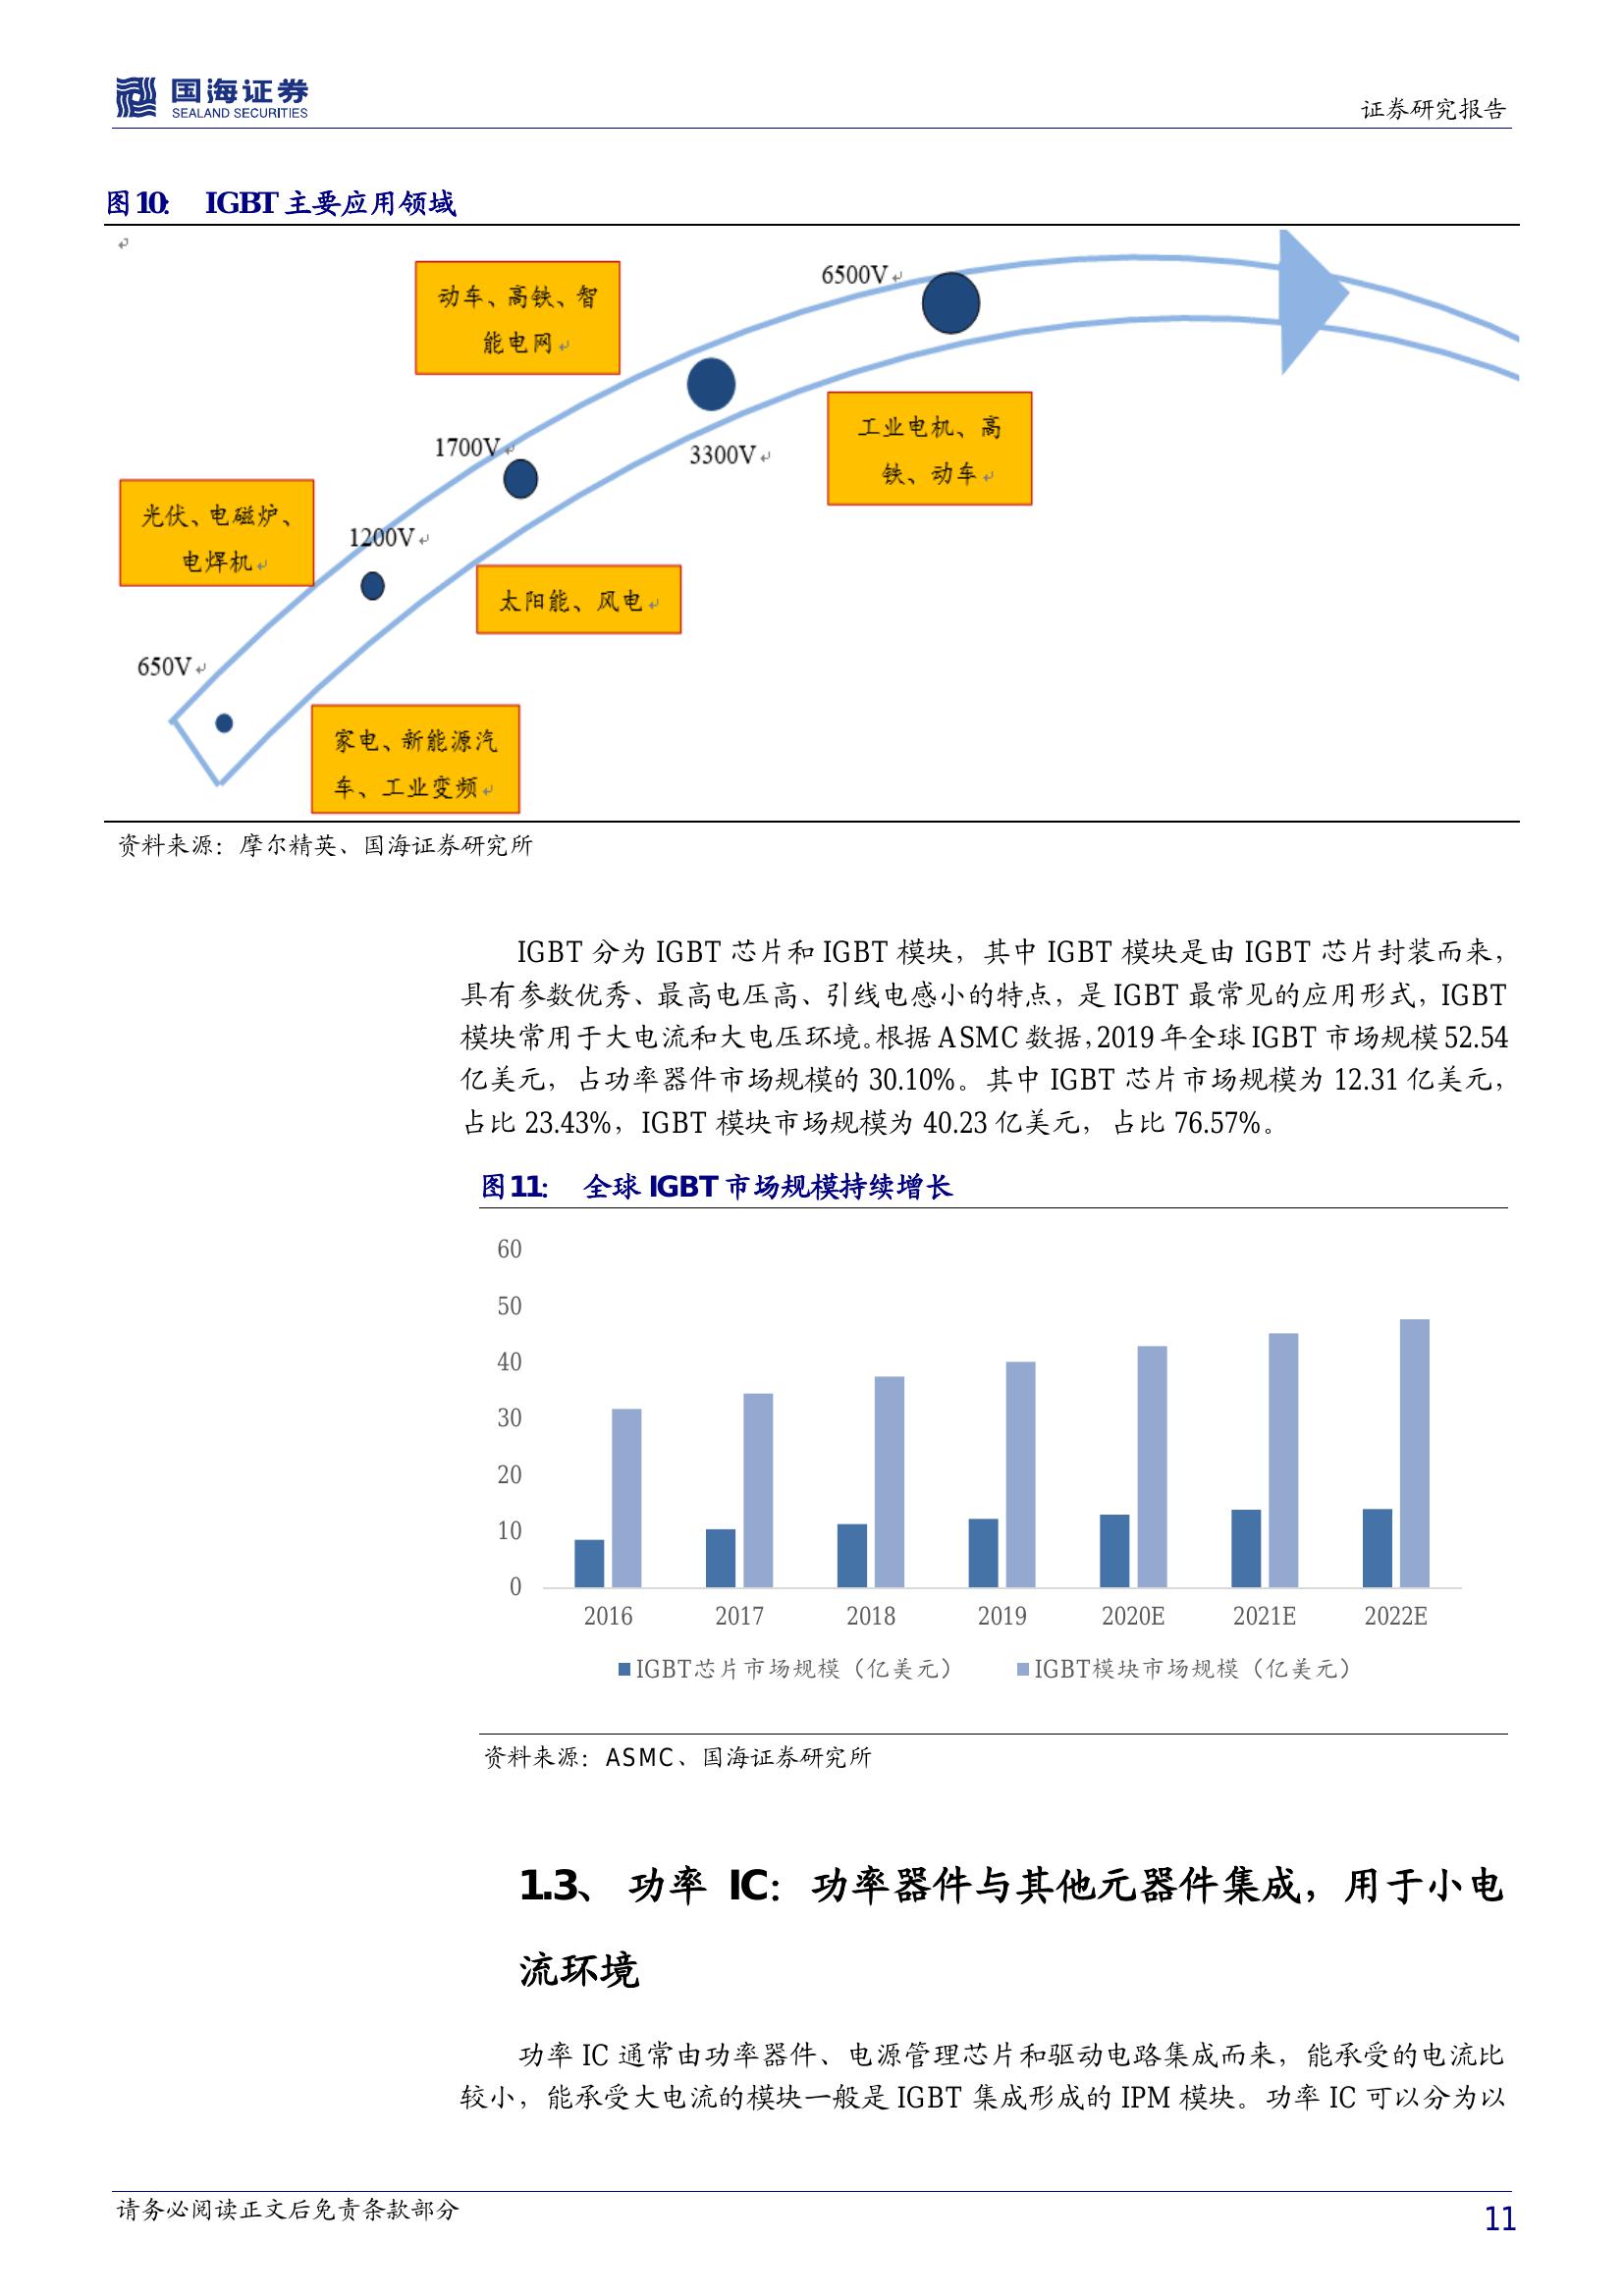 国海证券
SEALAND SECURITIES
证券研究报告
图10: IGBT 主要应用领域
6500V
动车、高铁、智
能电网
工业电机、高
铁、动车
1700V
3300V
光伏、电磁炉、
电焊机
1200V
太阳能、风电
650V
家电、新能源汽
车、工业变频
资料来源：摩尔精英、国海证券研究所
IGBT 分为 IGBT 芯片和 IGBT 模块，其中 IGBT 模块是由 IGBT 芯片封装而来，
具有参数优秀、最高电压高、引线电感小的特点，是 IGBT 最常见的应用形式，IGBT
模块常用于大电流和大电压环境。根据 ASMC 数据，2019 年全球 IGBT 市场规模 52.54
亿美元，占功率器件市场规模的 30.10%。其中 IGBT 芯片市场规模为 12.31 亿美元，
占比 23.43%，IGBT 模块市场规模为 40.23 亿美元，占比 76.57%。
图11: 全球 IGBT 市场规模持续增长
60
50
40
30
20
10
0
2016 2017 2018 2019 2020E 2021E 2022E
IGBT芯片市场规模（亿美元） IGBT模块市场规模（亿美元）
资料来源：ASMC、国海证券研究所
1.3、 功率 IC：功率器件与其他元器件集成，用于小电
流环境
功率 IC 通常由功率器件、电源管理芯片和驱动电路集成而来，能承受的电流比
较小，能承受大电流的模块一般是 IGBT 集成形成的 IPM 模块。功率 IC 可以分为以
请务必阅读正文后免责条款部分
11